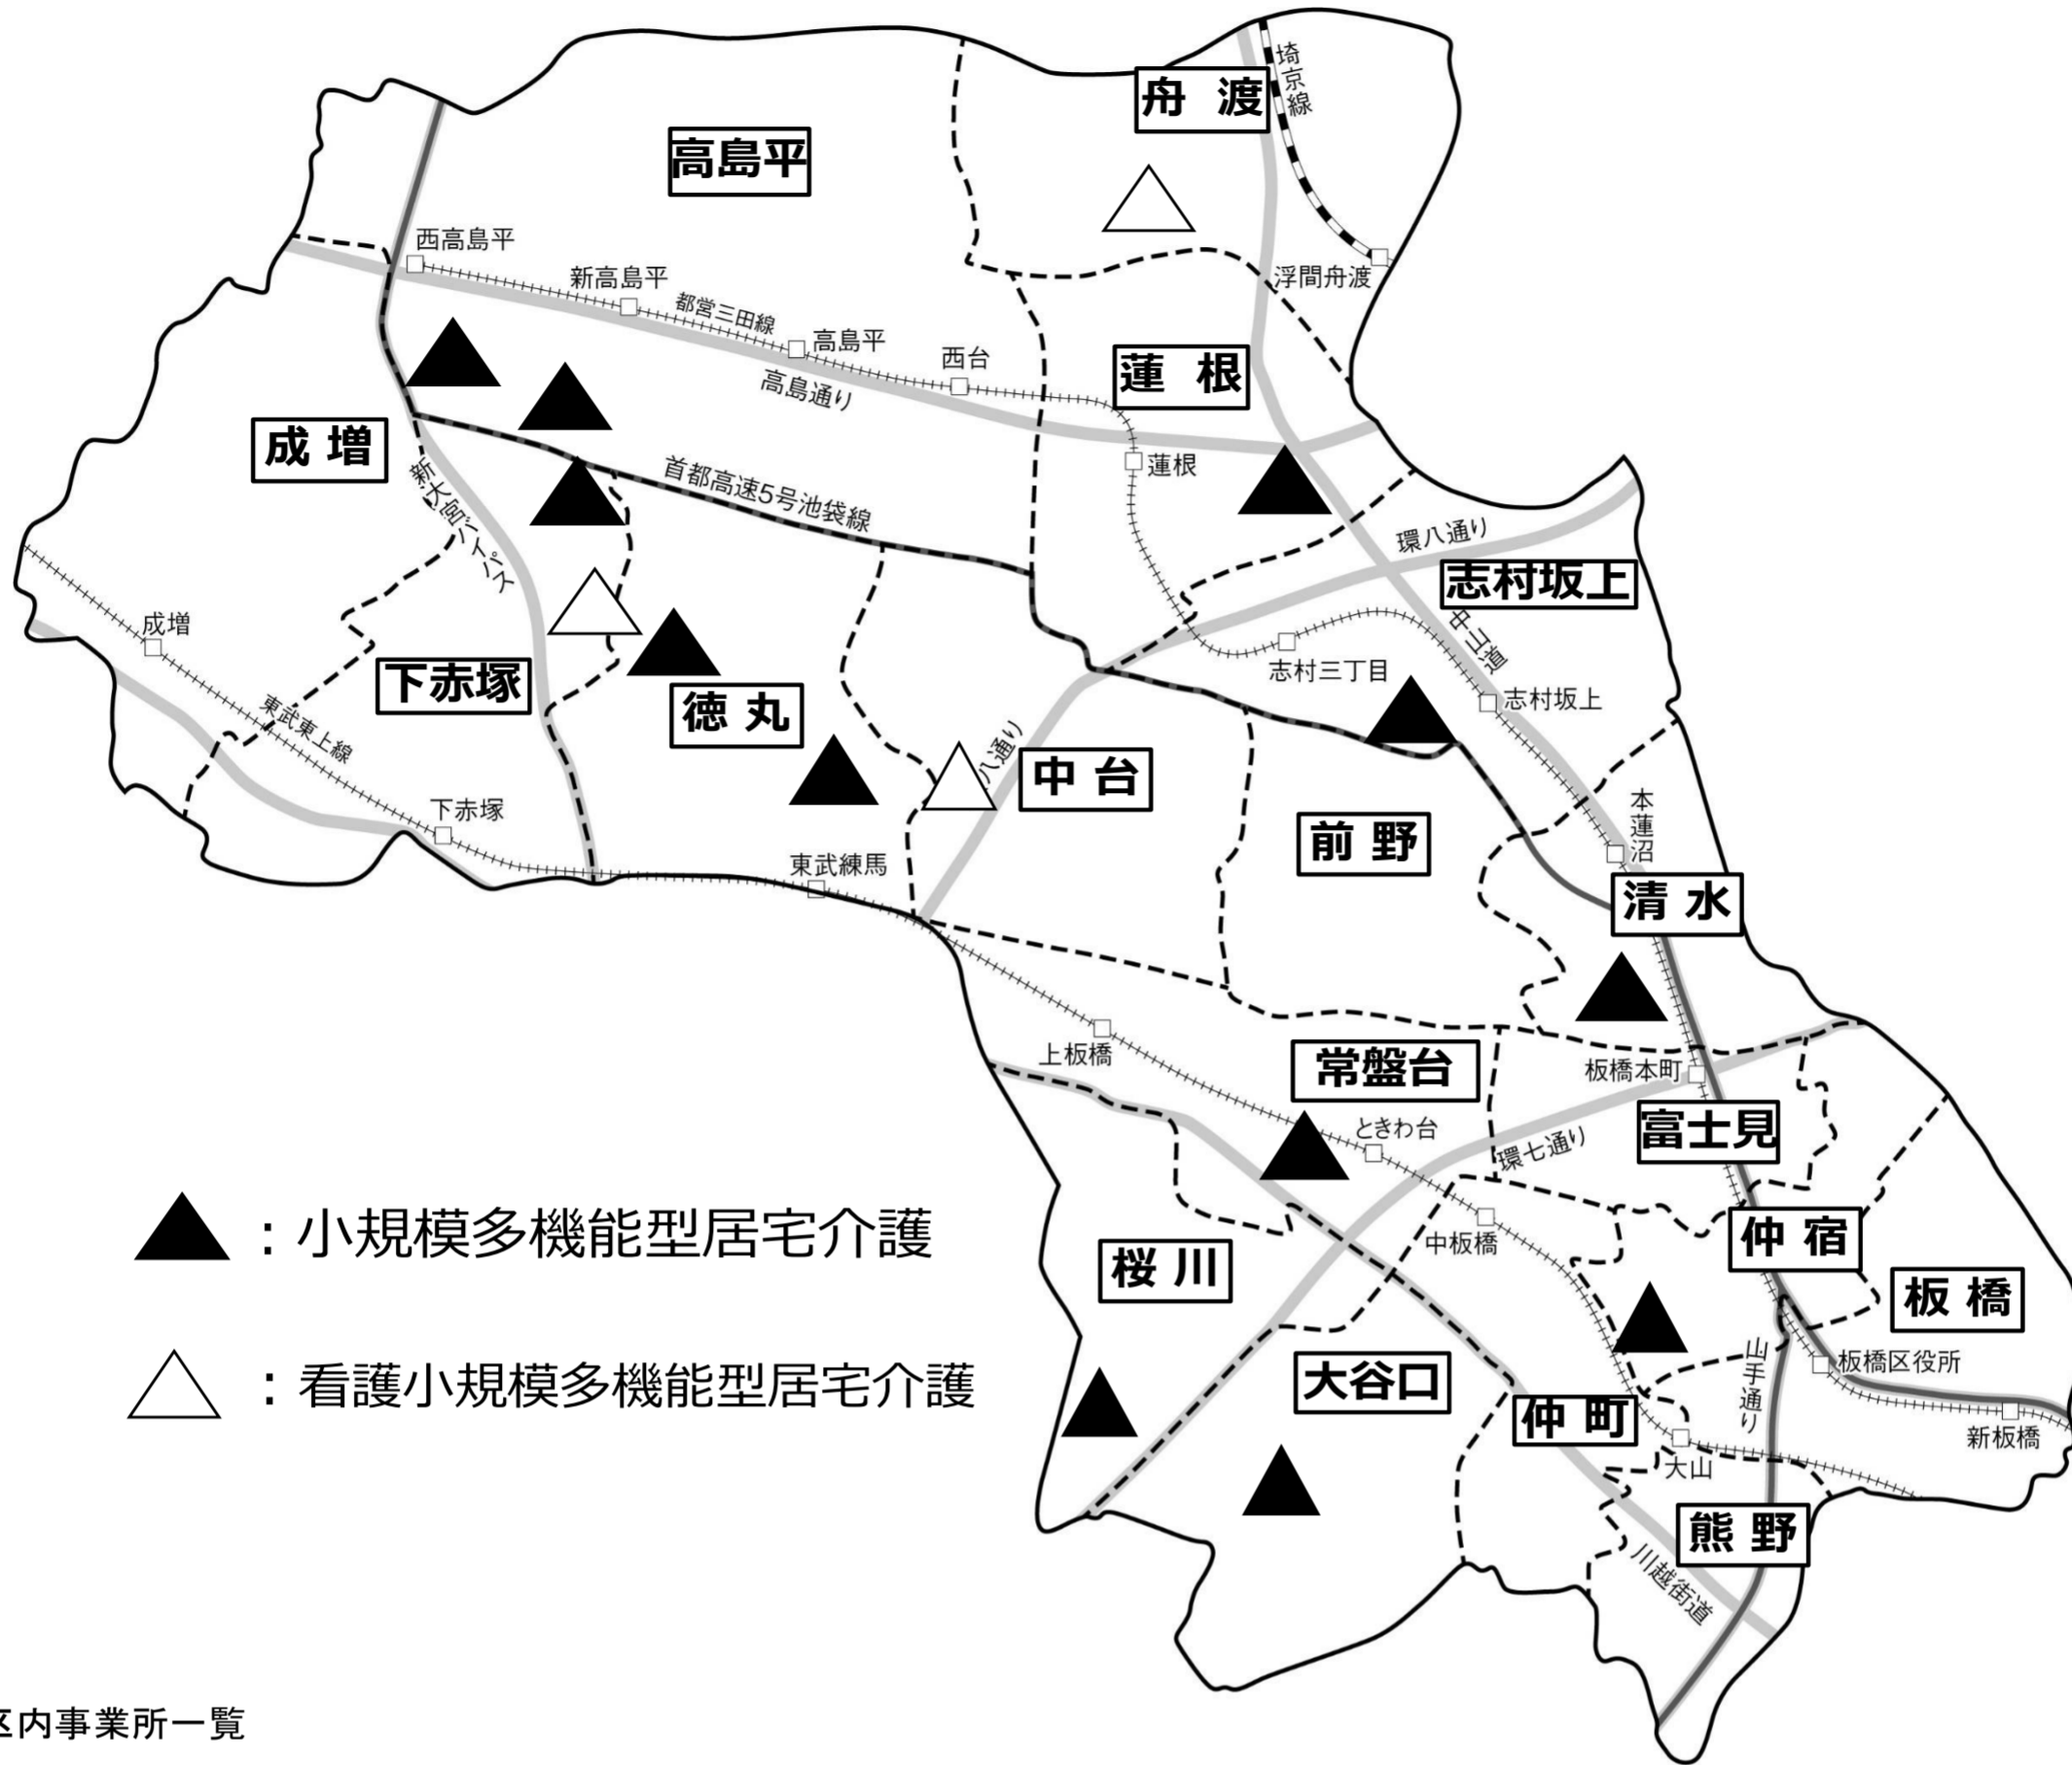 舟 渡
埼京線
高島平
西高島平
新高島平
都営三田線
高島平
西台
高島通り
浮間舟渡
蓮 根
蓮根
成 増
新大宮バイパス
首都高速5号池袋線
環八通り
志村坂上
中山道
志村三丁目
志村坂上
成増
下赤塚
徳 丸
東武東上線
八通り
中 台
下赤塚
東武練馬
前 野
本蓮沼
清 水
上板橋
常盤台
板橋本町
ときわ台
環七通り
富士見
中板橋
仲 宿
桜 川
板 橋
大谷口
山手通り
板橋区役所
仲 町
新板橋
大山
熊 野
川越街道
：小規模多機能型居宅介護
：看護小規模多機能型居宅介護
区内事業所一覧